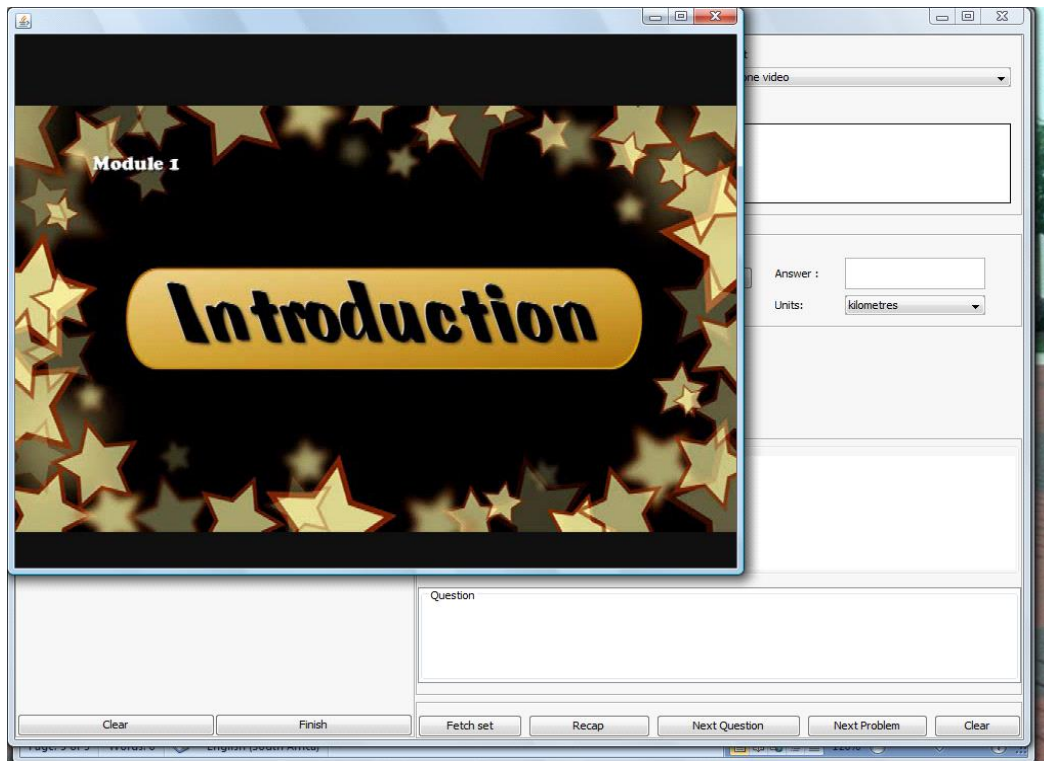 one video
Module 1
Introduction
Answer :
Units:
kilometres
Question
Clear
Finish
Fetch set
Recap
Next Question
Next Problem
Clear
English (South Africa)